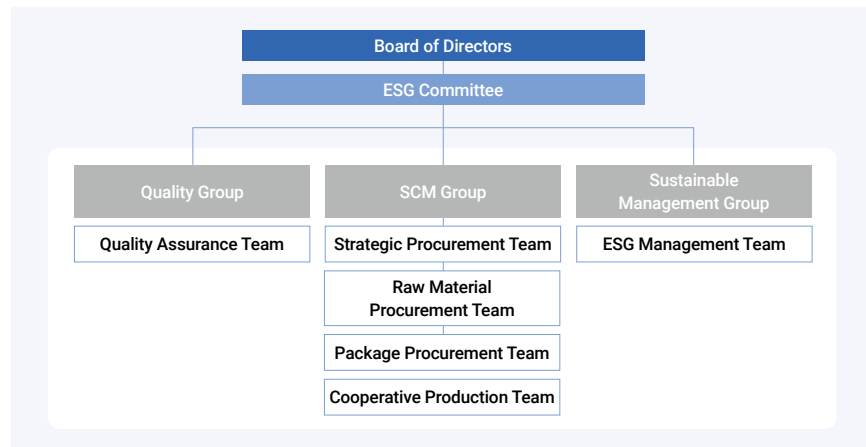 Board of Directors
ESG Committee
Quality Group
SCM Group
Sustainable
Management Group
Quality Assurance Team
Strategic Procurement Team
ESG Management Team
Raw Material
Procurement Team
Package Procurement Team
Cooperative Production Team